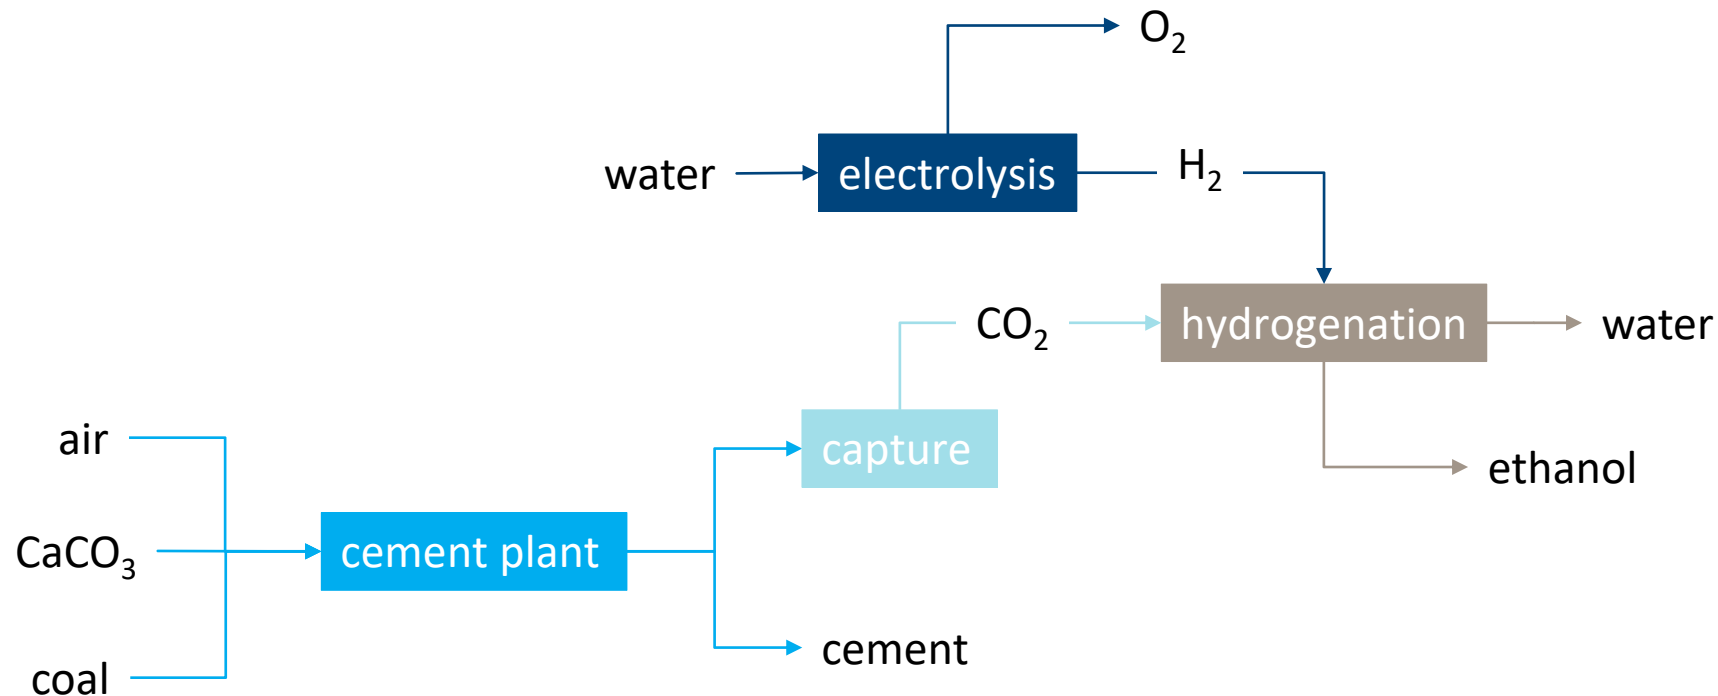 O₂
water
electrolysis
H₂
CO₂
hydrogenation
water
air
capture
ethanol
CaCO₃
cement plant
cement
coal